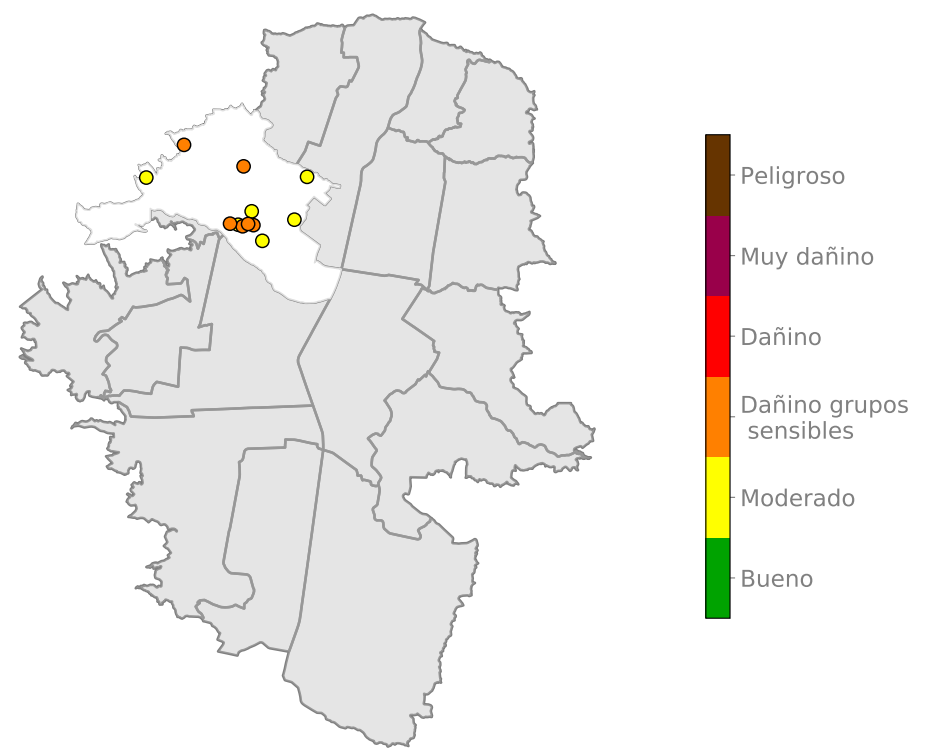 Peligroso
Muy dañino
Dañino
Dañino grupos
sensibles
Moderado
Bueno